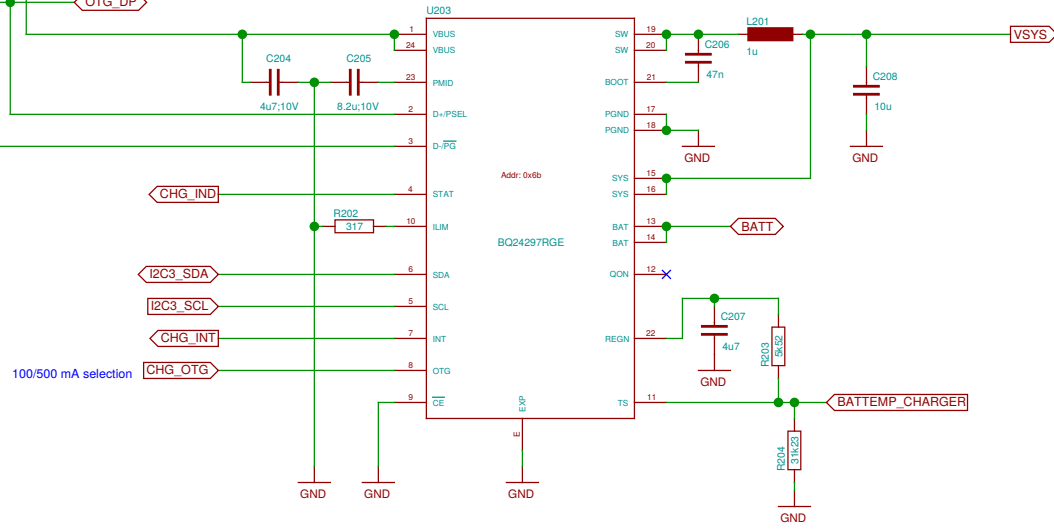 OTG_DP
U203
1
VBUS
SW
19
24
VBUS
SW
20
L201
1u
VSYS
C206
47n
C204
4u7;10V
C205
8.2u;10V
23
PMID
BOOT
21
C208
10u
2
D+/PSEL
PGND
17
PGND
18
GND
GND
3
D-/PG
Addr: 0x6b
SYS
15
SYS
16
CHG_IND
4
STAT
R202
317
10
ILIM
BAT
13
BATT
BAT
14
BQ24297RGE
I2C3_SDA
6
SDA
QON
12
I2C3_SCL
5
SCL
C207
4u7
CHG_INT
7
INT
REGN
22
R203
5k52
100/500 mA selection
CHG_OTG
8
OTG
GND
9
CE
EXP
TS
11
BATTEMP_CHARGER
E
R204
31k23
GND
GND
GND
GND